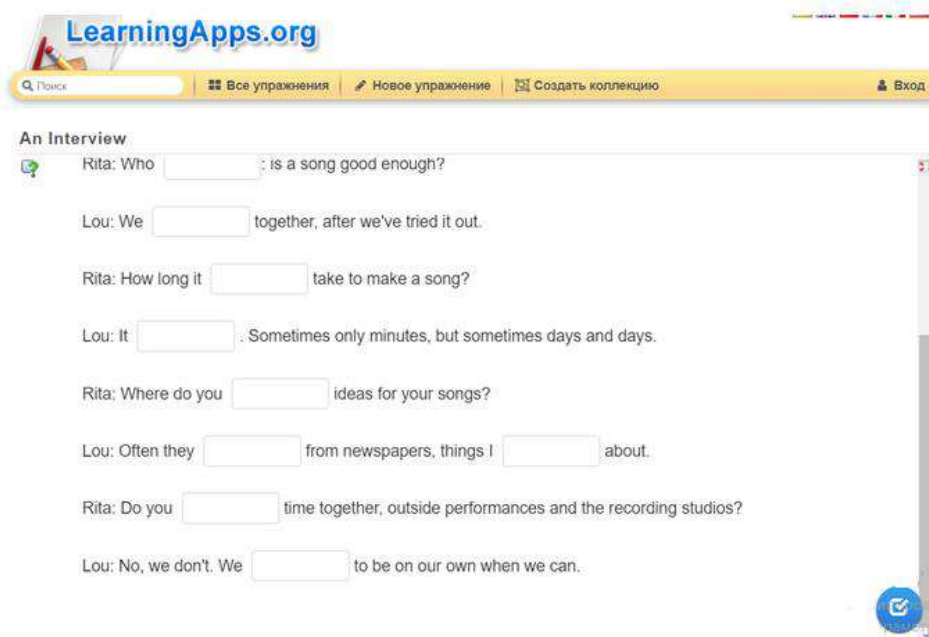 LearningApps.org
Поиск
Все упражнения
Новое упражнение
Создать коллекцию
Вход
An Interview
Rita: Who : is a song good enough?
Lou: We together, after we've tried it out.
Rita: How long it take to make a song?
Lou: It . Sometimes only minutes, but sometimes days and days.
Rita: Where do you ideas for your songs?
Lou: Often they from newspapers, things I about.
Rita: Do you time together, outside performances and the recording studios?
Lou: No, we don't. We to be on our own when we can.